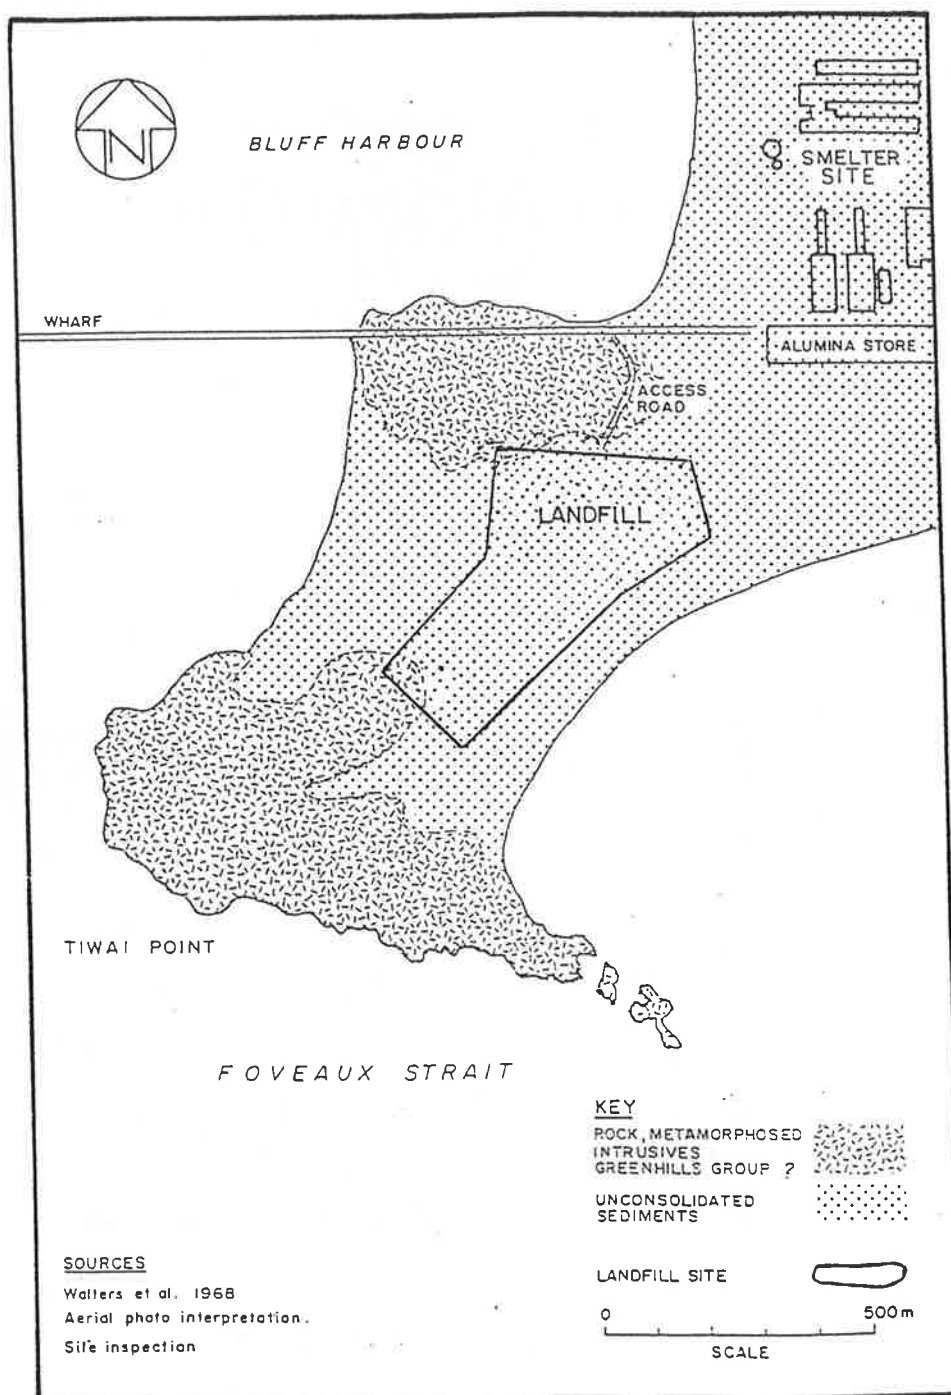 N
BLUFF HARBOUR
SMELTER
SITE
WHARF
ALUMINA STORE
ACCESS
ROAD
LANDFILL
TIWAI POINT
FOVEAUX STRAIT
KEY
ROCK, METAMORPHOSED
INTRUSIVES
GREENHILLS GROUP ?
UNCONSOLIDATED
SEDIMENTS
LANDFILL SITE
0 500m
SCALE
SOURCES
Walters et al. 1968
Aerial photo interpretation.
Site inspection